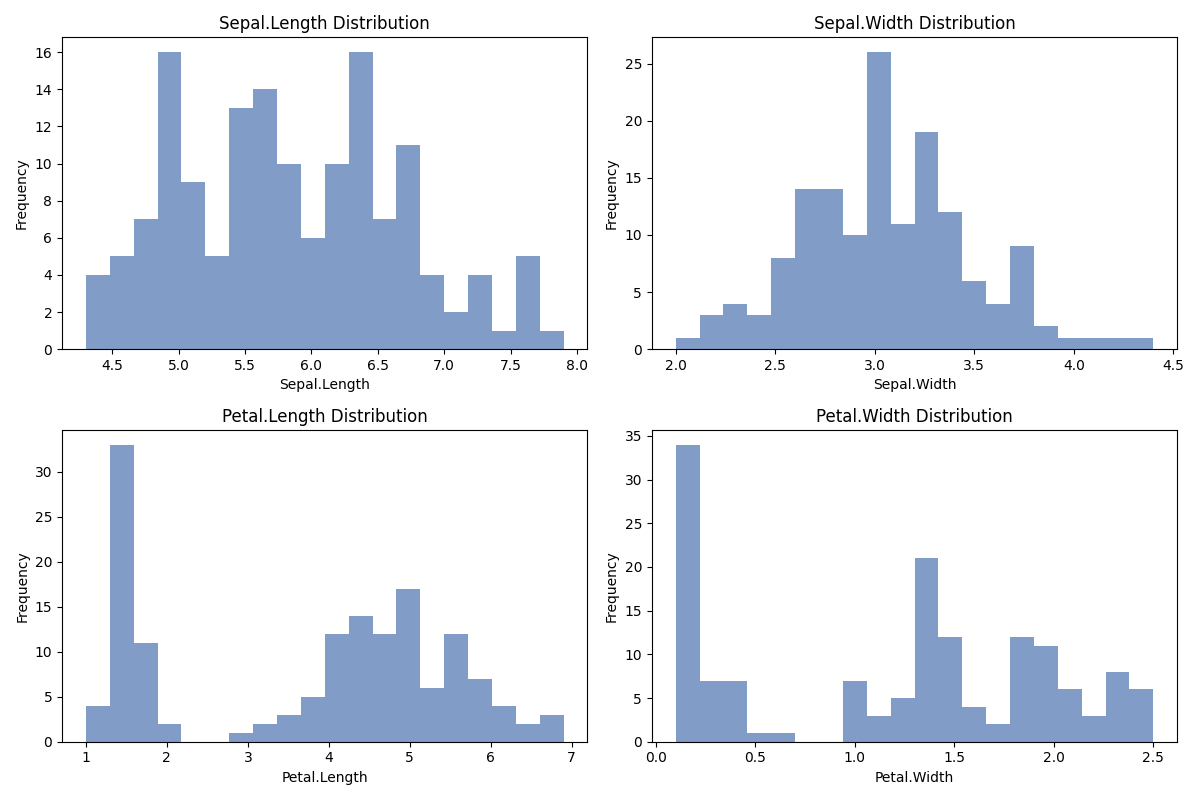 Sepal.Length Distribution
16
14
12
10
8
6
4
2
0
Frequency
4.5 5.0 5.5 6.0 6.5 7.0 7.5 8.0
Sepal.Length
Sepal.Width Distribution
25
20
15
10
5
0
Frequency
2.0 2.5 3.0 3.5 4.0 4.5
Sepal.Width
Petal.Length Distribution
30
25
20
15
10
5
0
Frequency
1 2 3 4 5 6 7
Petal.Length
Petal.Width Distribution
35
30
25
20
15
10
5
0
Frequency
0.0 0.5 1.0 1.5 2.0 2.5
Petal.Width